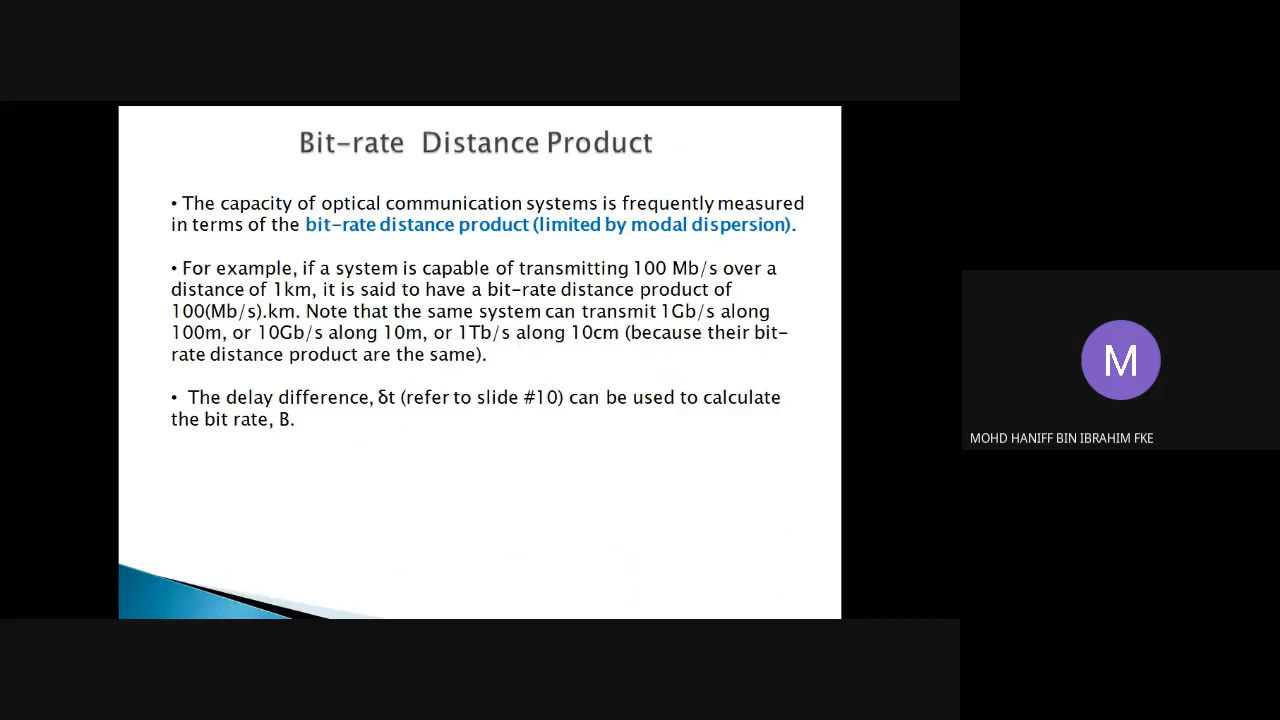 Bit-rate Distance Product
• The capacity of optical communication systems is frequently measured
in terms of the bit-rate distance product (limited by modal dispersion).
• For example, if a system is capable of transmitting 100 Mb/s over a
distance of 1km, it is said to have a bit-rate distance product of
100(Mb/s).km. Note that the same system can transmit 1Gb/s along
100m, or 10Gb/s along 10m, or 1Tb/s along 10cm (because their bit-
rate distance product are the same).
• The delay difference, δt (refer to slide #10) can be used to calculate
the bit rate, B.
M
MOHD HANIFF BIN IBRAHIM FKE